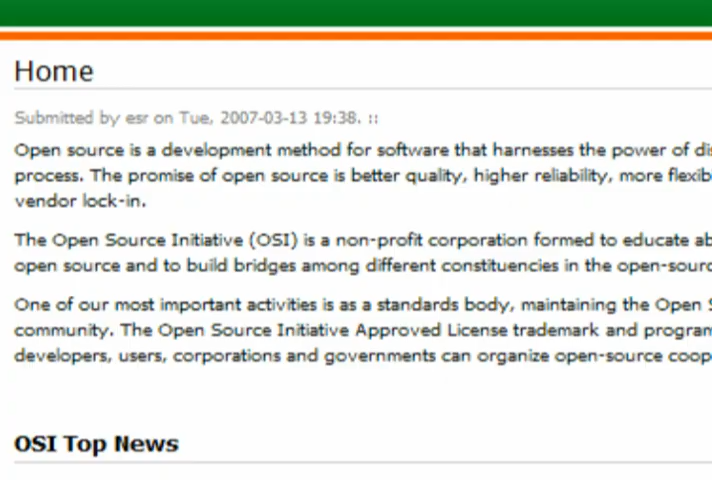 Home
Submitted by esr on Tue, 2007-03-13 19:38. ::
Open source is a development method for software that harnesses the power of dis
process. The promise of open source is better quality, higher reliability, more flexib
vendor lock-in.
The Open Source Initiative (OSI) is a non-profit corporation formed to educate ab
open source and to build bridges among different constituencies in the open-sourc
One of our most important activities is as a standards body, maintaining the Open S
community. The Open Source Initiative Approved License trademark and program
developers, users, corporations and governments can organize open-source coop
OSI Top News